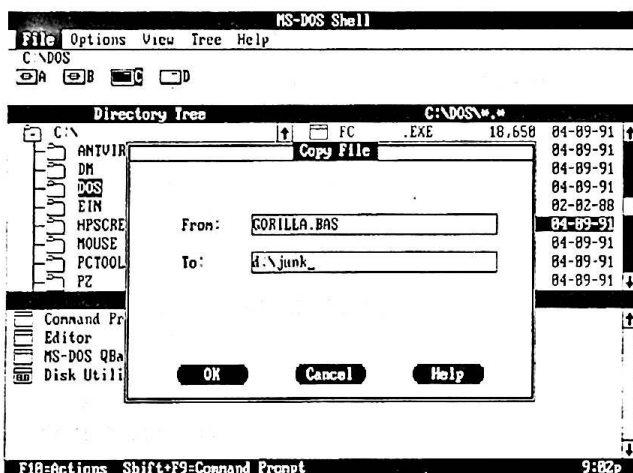 MS-DOS Shell
File Options View Tree Help
C:\DOS
A B C D
Directory Tree
C:\DOS\*.*
C:\
FC .EXE 18,650 04-09-91
ANTVIR
04-09-91
DM
04-09-91
DOS
04-09-91
EIN
02-02-88
HPSCRE
04-09-91
MOUSE
04-09-91
PCTOOL
04-09-91
PZ
04-09-91
Copy File
From: GORILLA.BAS
To: d:\junk_
OK Cancel Help
Command Pr
Editor
MS-DOS QBa
Disk Utili
F10=Actions Shift+F9=Command Prompt 9:02p